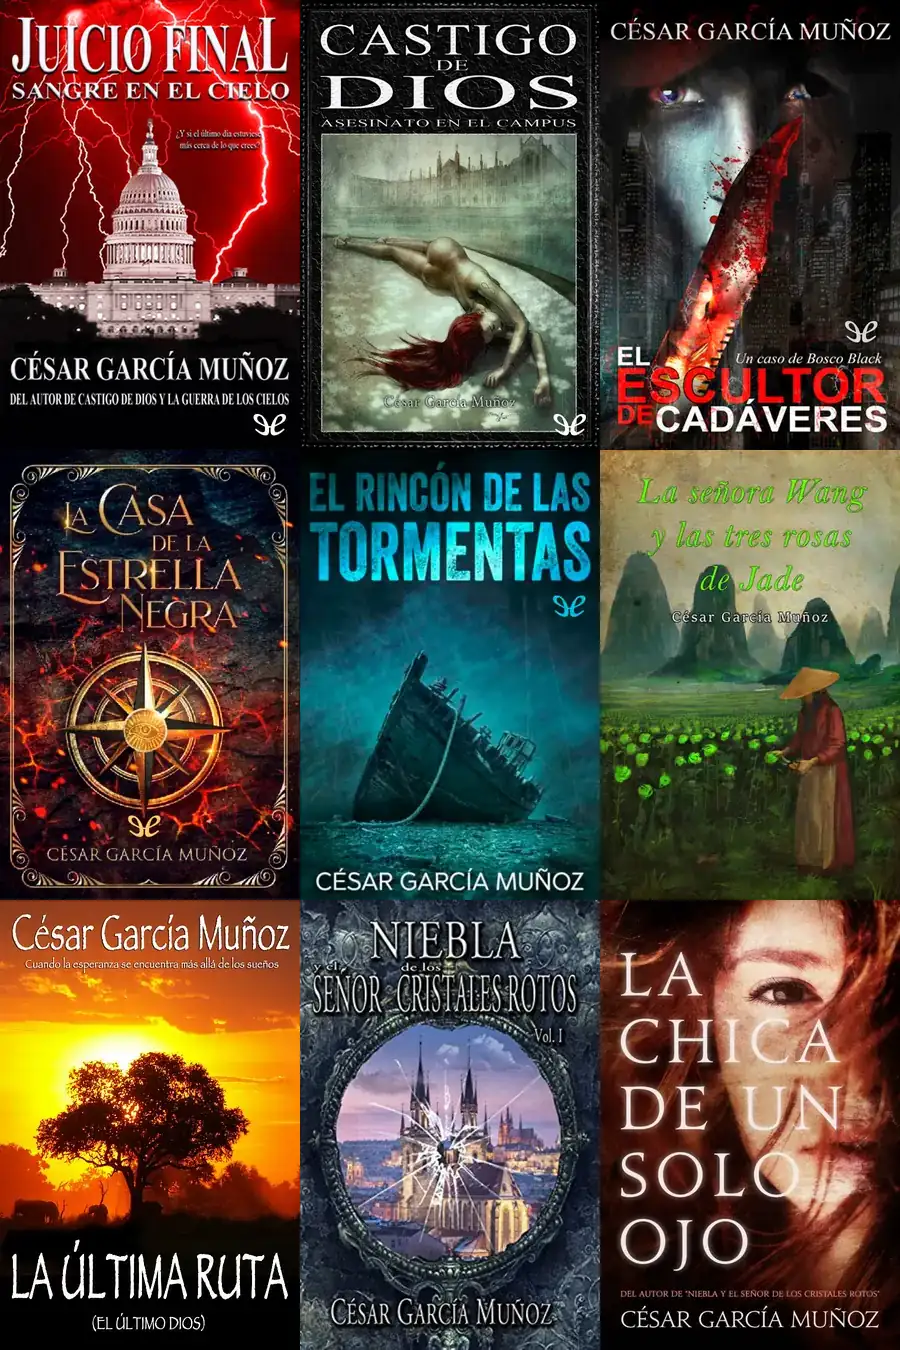 JUICIO FINAL
SANGRE EN EL CIELO
¿Y si el último día estuviese
más cerca de lo que crees?
CÉSAR GARCÍA MUÑOZ
DEL AUTOR DE CASTIGO DE DIOS Y LA GUERRA DE LOS CIELOS
CASTIGO
DE
DIOS
ASESINATO EN EL CAMPUS
César García Muñoz
CÉSAR GARCÍA MUÑOZ
Un caso de Bosco Black
EL
ESCULTOR
DE CADÁVERES
LA CASA
DE LA
ESTRELLA
NEGRA
CÉSAR GARCÍA MUÑOZ
EL RINCÓN DE LAS
TORMENTAS
CÉSAR GARCÍA MUÑOZ
La señora Wang
y las tres rosas
de Jade
César García Muñoz
César García Muñoz
Cuando la esperanza se encuentra más allá de los sueños
LA ÚLTIMA RUTA
(EL ÚLTIMO DIOS)
NIEBLA
y el de los
SEÑOR CRISTALES ROTOS
Vol. I
CÉSAR GARCÍA MUÑOZ
LA
CHICA
DE UN
SOLO
OJO
DEL AUTOR DE "NIEBLA Y EL SEÑOR DE LOS CRISTALES ROTOS"
CÉSAR GARCÍA MUÑOZ